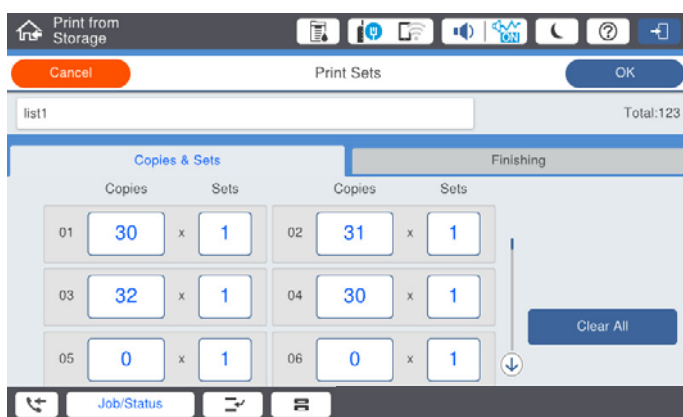 Print from
Storage
ON
Cancel
Print Sets
OK
list1
Total:123
Copies & Sets
Finishing
Copies Sets Copies Sets
01 30 x 1 02 31 x 1
03 32 x 1 04 30 x 1
Clear All
05 0 x 1 06 0 x 1
Job/Status